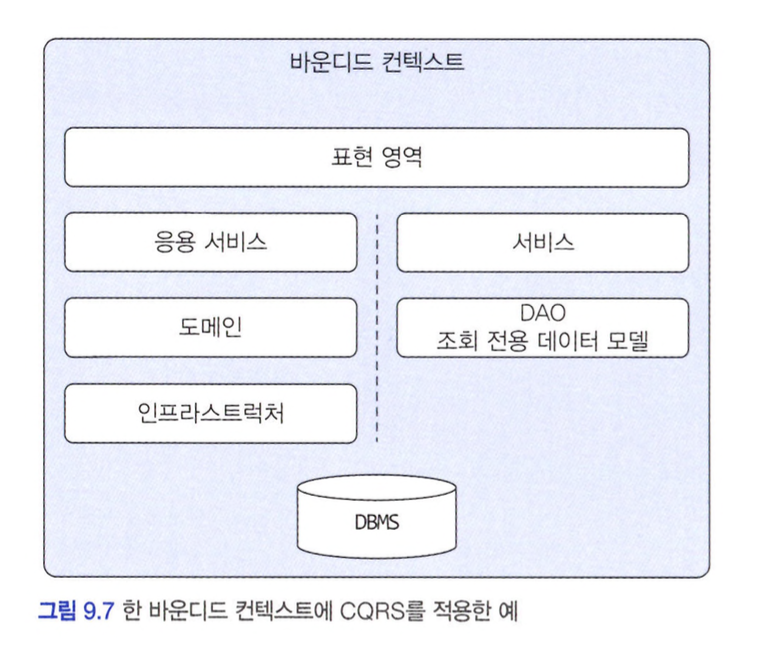 바운디드 컨텍스트
표현 영역
응용 서비스
서비스
도메인
DAO
조회 전용 데이터 모델
인프라스트럭처
DBMS
그림 9.7 한 바운디드 컨텍스트에 CQRS를 적용한 예